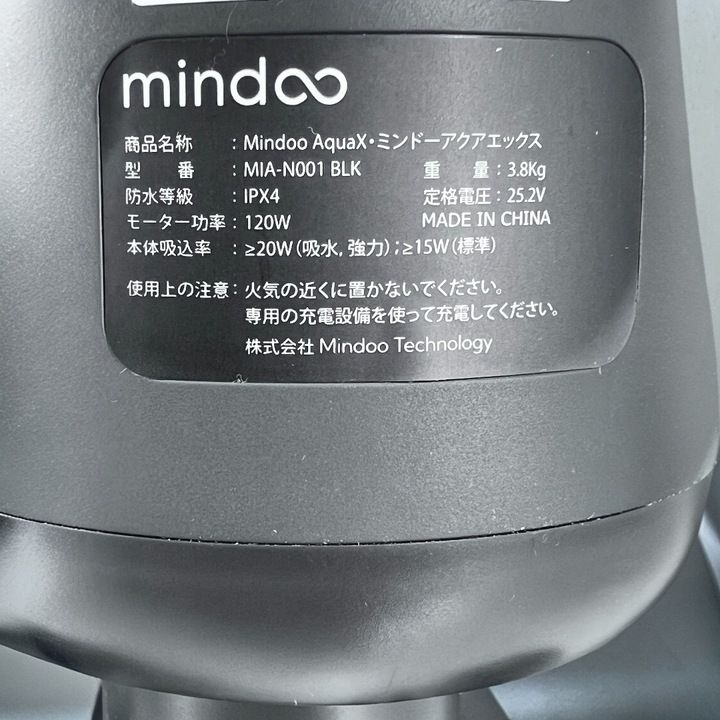 mindoo
商品名称 : Mindoo AquaX・ミンドーアクアエックス
型 番 : MIA-N001 BLK 重 量 : 3.8Kg
防水等級 : IPX4 定格電圧 : 25.2V
モーター功率 : 120W MADE IN CHINA
本体吸込率 : ≥20W(吸水, 強力) ; ≥15W(標準)
使用上の注意 : 火気の近くに置かないでください。
専用の充電設備を使って充電してください。
株式会社 Mindoo Technology